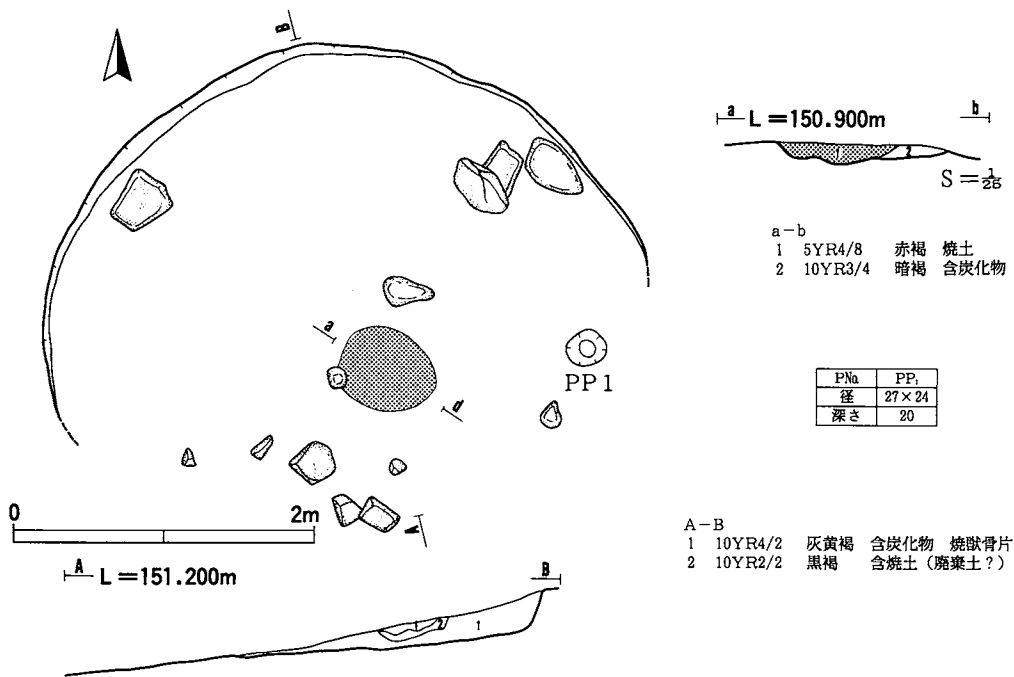 B
a b
L=150.900m
1 2
S=1/25
a-b
1 5YR4/8 赤褐 焼土
2 10YR3/4 暗褐 含炭化物
a
PP1
b
PNo. PP₁
径 27×24
深さ 20
A
0 2m
A-B
1 10YR4/2 灰黄褐 含炭化物 焼獣骨片
2 10YR2/2 黒褐 含焼土(廃棄土?)
A L=151.200m B
1 2 1